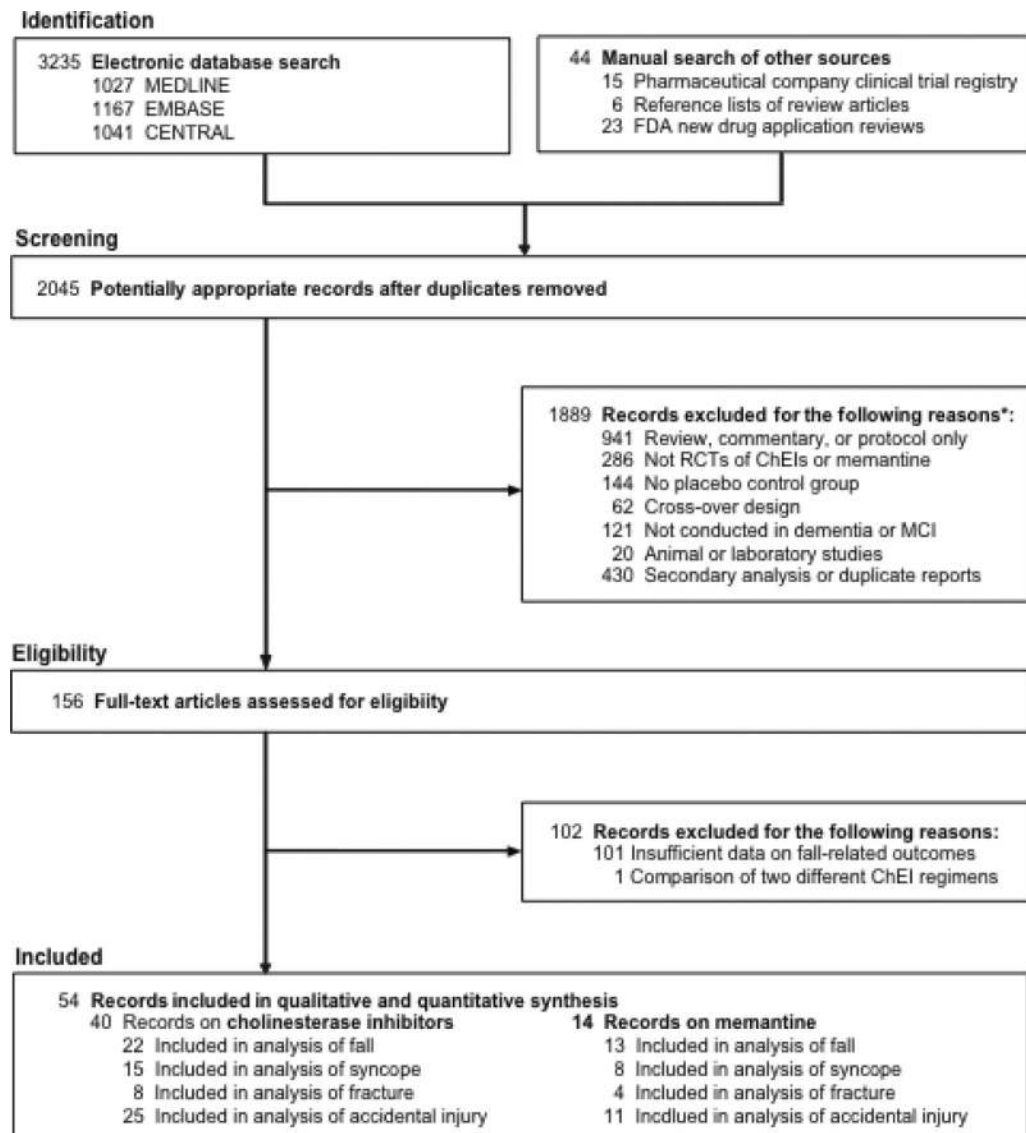 Identification
3235 Electronic database search
1027 MEDLINE
1167 EMBASE
1041 CENTRAL
44 Manual search of other sources
15 Pharmaceutical company clinical trial registry
6 Reference lists of review articles
23 FDA new drug application reviews
Screening
2045 Potentially appropriate records after duplicates removed
1889 Records excluded for the following reasons*:
941 Review, commentary, or protocol only
286 Not RCTs of ChEIs or memantine
144 No placebo control group
62 Cross-over design
121 Not conducted in dementia or MCI
20 Animal or laboratory studies
430 Secondary analysis or duplicate reports
Eligibility
156 Full-text articles assessed for eligibiity
102 Records excluded for the following reasons:
101 Insufficient data on fall-related outcomes
1 Comparison of two different ChEI regimens
Included
54 Records included in qualitative and quantitative synthesis
40 Records on cholinesterase inhibitors
22 Included in analysis of fall
15 Included in analysis of syncope
8 Included in analysis of fracture
25 Included in analysis of accidental injury
14 Records on memantine
13 Included in analysis of fall
8 Included in analysis of syncope
4 Included in analysis of fracture
11 Incdlued in analysis of accidental injury